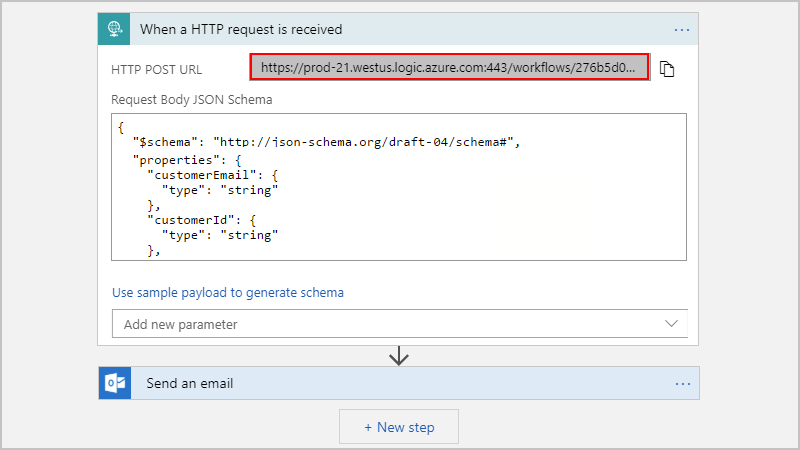 When a HTTP request is received
...
HTTP POST URL
https://prod-21.westus.logic.azure.com:443/workflows/276b5d0...
Request Body JSON Schema
{
"$schema": "http://json-schema.org/draft-04/schema#",
"properties": {
"customerEmail": {
"type": "string"
},
"customerId": {
"type": "string"
},
Use sample payload to generate schema
Add new parameter
Send an email
...
+ New step